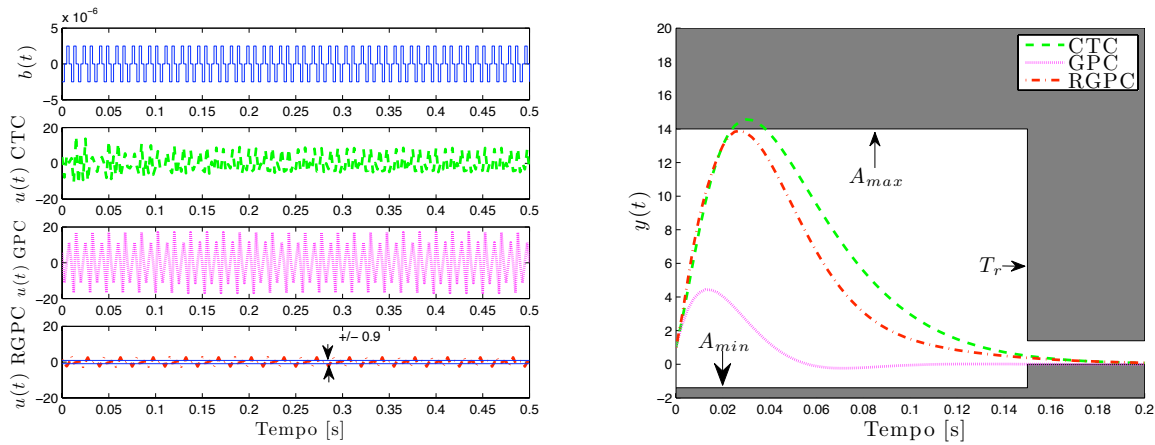 x 10⁻⁶
b(t)
5
0
−5
0 0.05 0.1 0.15 0.2 0.25 0.3 0.35 0.4 0.45 0.5
u(t) CTC
20
0
−20
0 0.05 0.1 0.15 0.2 0.25 0.3 0.35 0.4 0.45 0.5
u(t) GPC
20
0
−20
0 0.05 0.1 0.15 0.2 0.25 0.3 0.35 0.4 0.45 0.5
u(t) RGPC
20
0
−20
+/− 0.9
0 0.05 0.1 0.15 0.2 0.25 0.3 0.35 0.4 0.45 0.5
Tempo [s]
y(t)
20
18
16
14
12
10
8
6
4
2
0
−2
CTC
GPC
RGPC
Amax
Tr
Amin
0 0.02 0.04 0.06 0.08 0.1 0.12 0.14 0.16 0.18 0.2
Tempo [s]